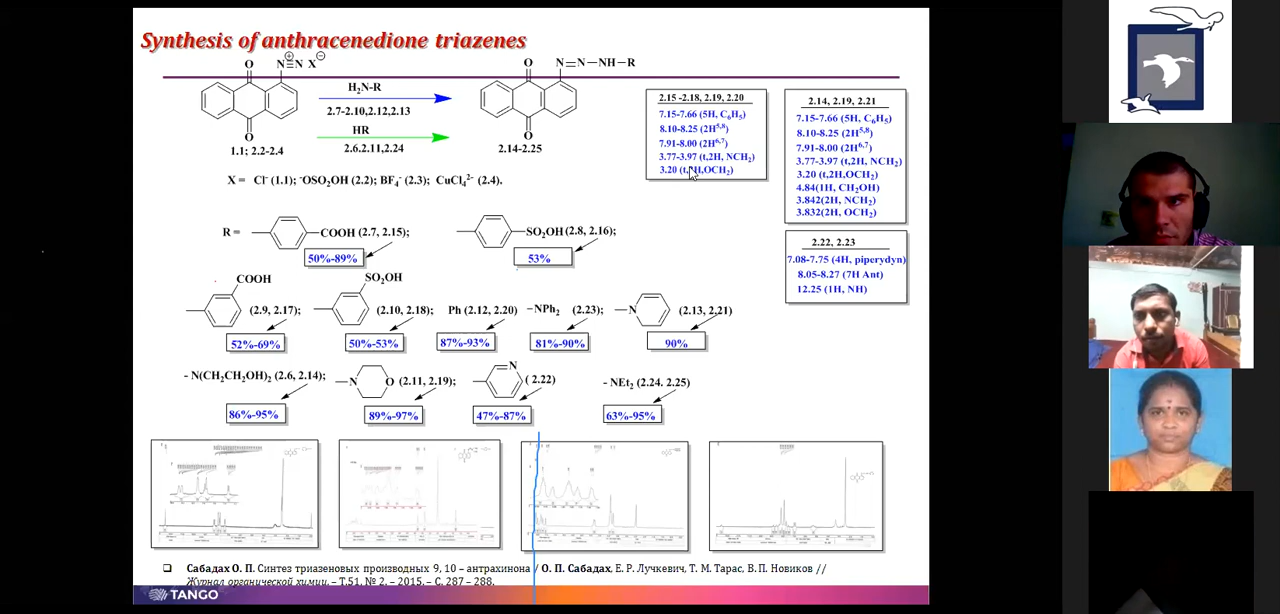 Synthesis of anthracenedione triazenes
O N≡N X⊖
⊕
O
1.1; 2.2-2.4
H₂N-R
2.7-2.10,2.12,2.13
HR
2.6,2.11,2.24
O N=N-NH-R
O
2.14-2.25
X = Cl⁻ (1.1); ⁻OSO₂OH (2.2); BF₄⁻ (2.3); CuCl₄²⁻ (2.4).
2.15 -2.18, 2.19, 2.20
7.15-7.66 (5H, C₆H₅)
8.10-8.25 (2H⁵,⁸)
7.91-8.00 (2H⁶,⁷)
3.77-3.97 (t,2H, NCH₂)
3.20 (t,2H,OCH₂)
2.14, 2.19, 2.21
7.15-7.66 (5H, C₆H₅)
8.10-8.25 (2H⁵,⁸)
7.91-8.00 (2H⁶,⁷)
3.77-3.97 (t,2H, NCH₂)
3.20 (t,2H,OCH₂)
4.84(1H, CH₂OH)
3.842(2H, NCH₂)
3.832(2H, OCH₂)
2.22, 2.23
7.08-7.75 (4H, piperydyn)
8.05-8.27 (7H Ant)
12.25 (1H, NH)
R = COOH (2.7, 2.15);
50%-89%
SO₂OH (2.8, 2.16);
53%
COOH (2.9, 2.17);
52%-69%
SO₂OH (2.10, 2.18);
50%-53%
Ph (2.12, 2.20)
87%-93%
-NPh₂ (2.23);
81%-90%
-N (2.13, 2.21)
90%
- N(CH₂CH₂OH)₂ (2.6, 2.14);
86%-95%
-N O (2.11, 2.19);
89%-97%
N ( 2.22)
47%-87%
- NEt₂ (2.24. 2.25)
63%-95%
Сабадах О. П. Синтез триазеновых производных 9, 10 – антрахинона / О. П. Сабадах, Е. Р. Лучкевич, Т. М. Тарас, В.П. Новиков //
Журнал органической химии. – Т.51, № 2. – 2015. – С. 287 – 288.
TANGO